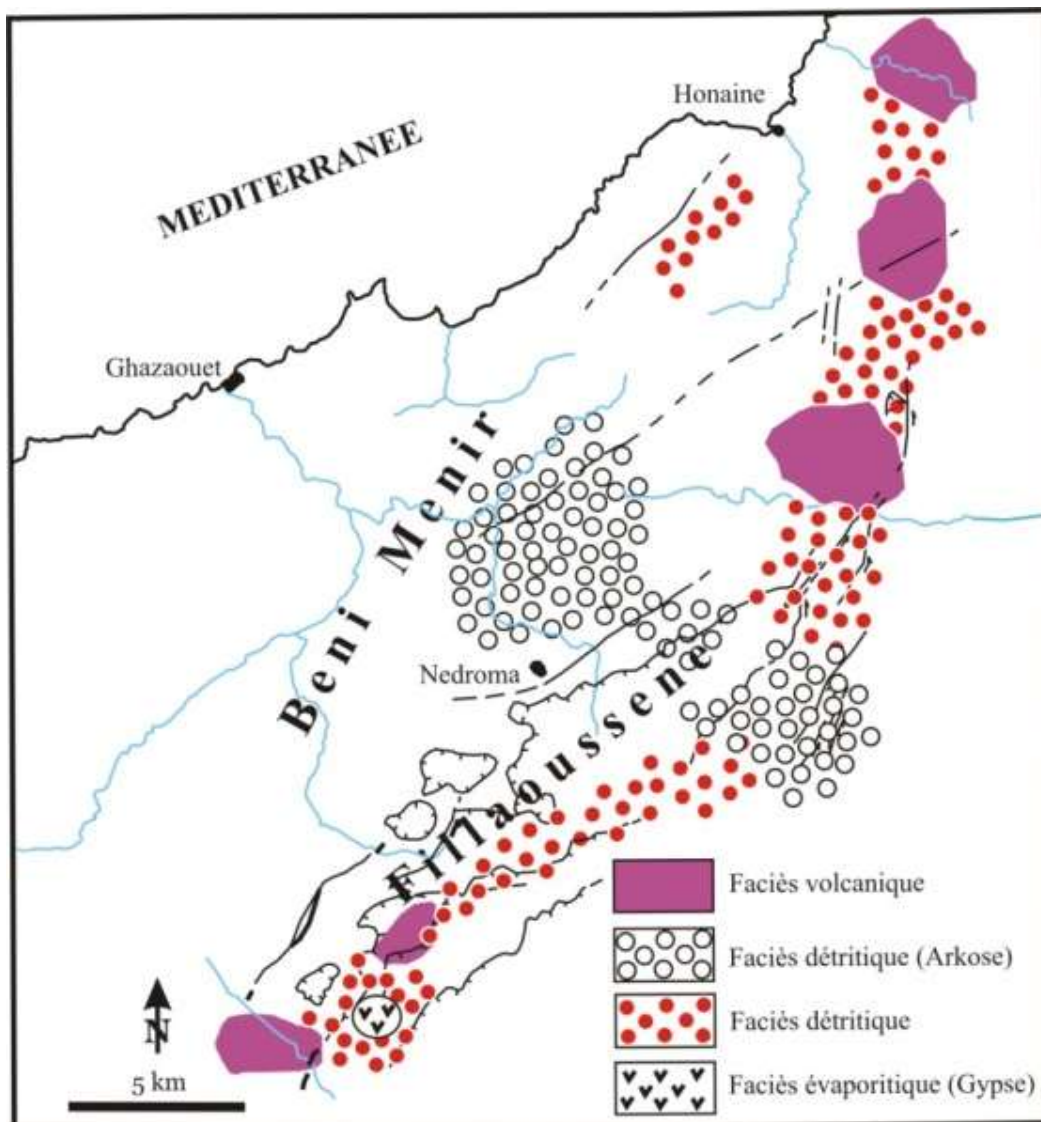 Honaine
MEDITERRANEE
Ghazaouet
Beni Menir
Nedroma
Fillaoussene
Faciès volcanique
Faciès détritique (Arkose)
Faciès détritique
Faciès évaporitique (Gypse)
N
5 km